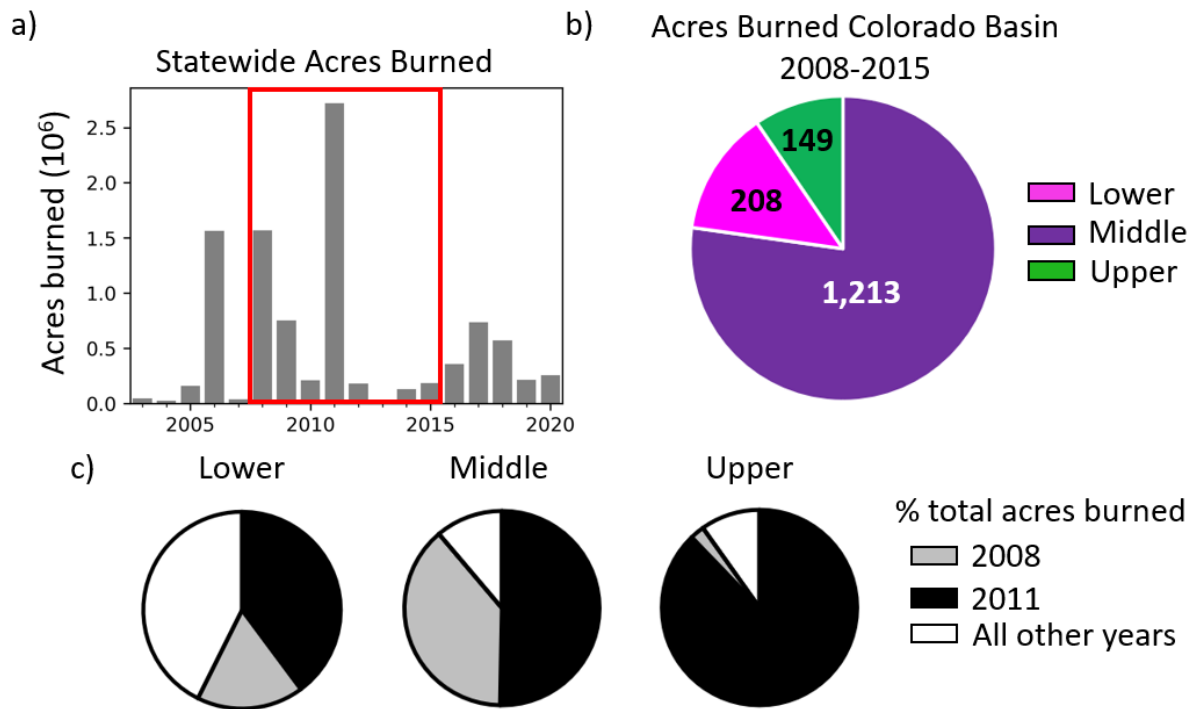 a)
Statewide Acres Burned
Acres burned (10⁶)
2.5
2.0
1.5
1.0
0.5
0.0
2005
2010
2015
2020
b)
Acres Burned Colorado Basin
2008-2015
149
208
1,213
Lower
Middle
Upper
c)
Lower
Middle
Upper
% total acres burned
2008
2011
All other years